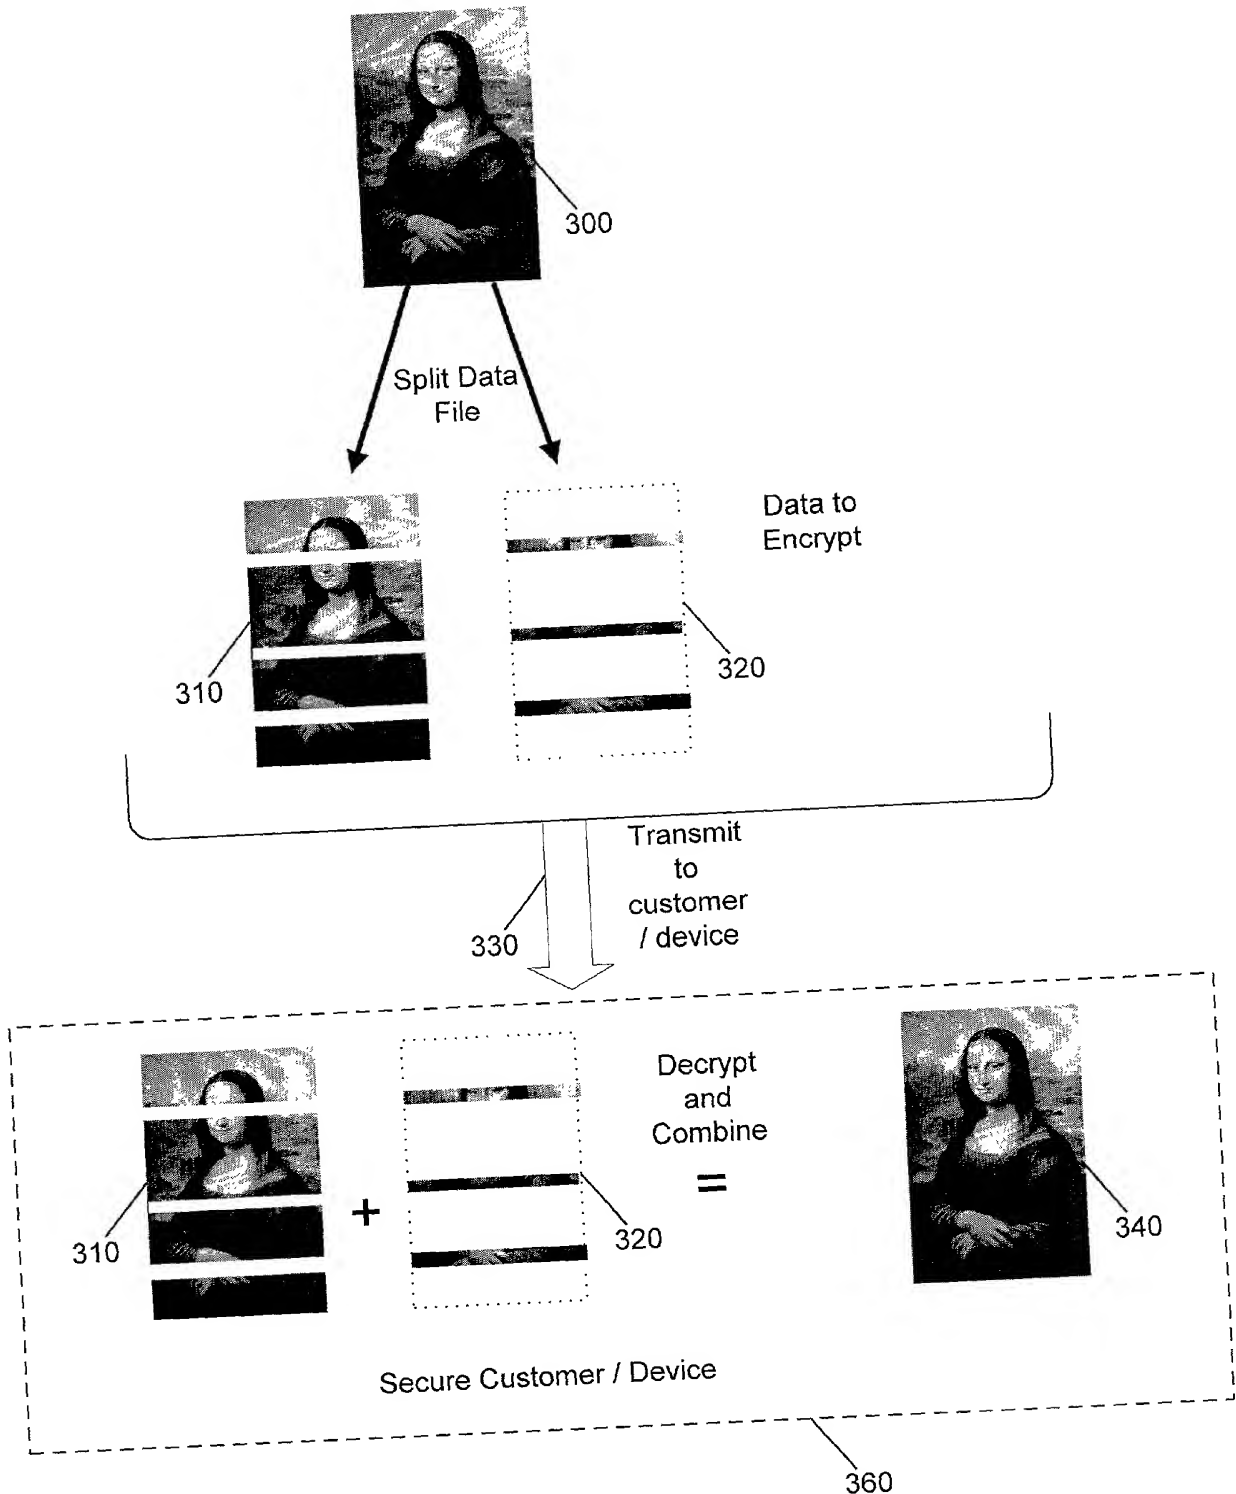 300
Split Data
File
Data to
Encrypt
310
320
Transmit
to
customer
/ device
330
Decrypt
and
Combine
310
+
320
=
340
Secure Customer / Device
360